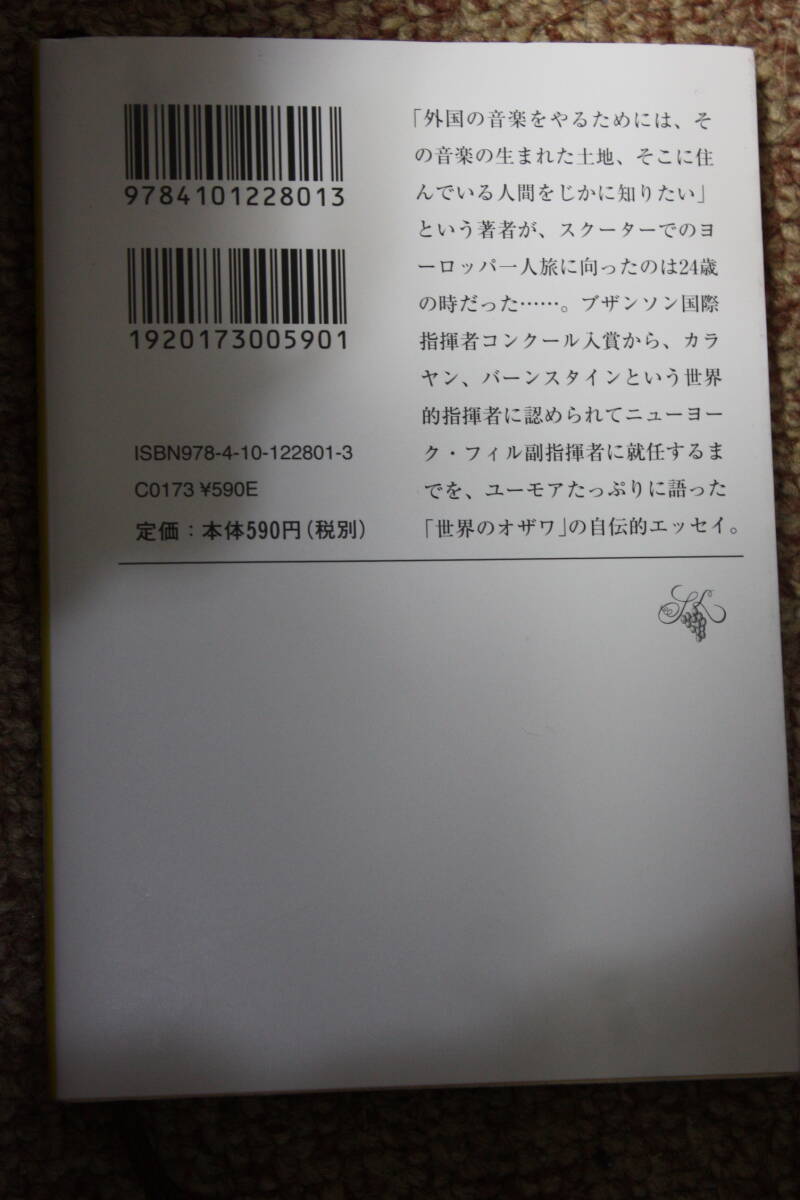 9784101228013
1920173005901
ISBN978-4-10-122801-3
C0173 ¥590E
定価：本体590円（税別）
「外国の音楽をやるためには、そ
の音楽の生まれた土地、そこに住
んでいる人間をじかに知りたい」
という著者が、スクーターでのヨ
ーロッパ一人旅に向ったのは24歳
の時だった……。ブザンソン国際
指揮者コンクール入賞から、カラ
ヤン、バーンスタインという世界
的指揮者に認められてニューヨー
ク・フィル副指揮者に就任するま
でを、ユーモアたっぷりに語った
「世界のオザワ」の自伝的エッセイ。